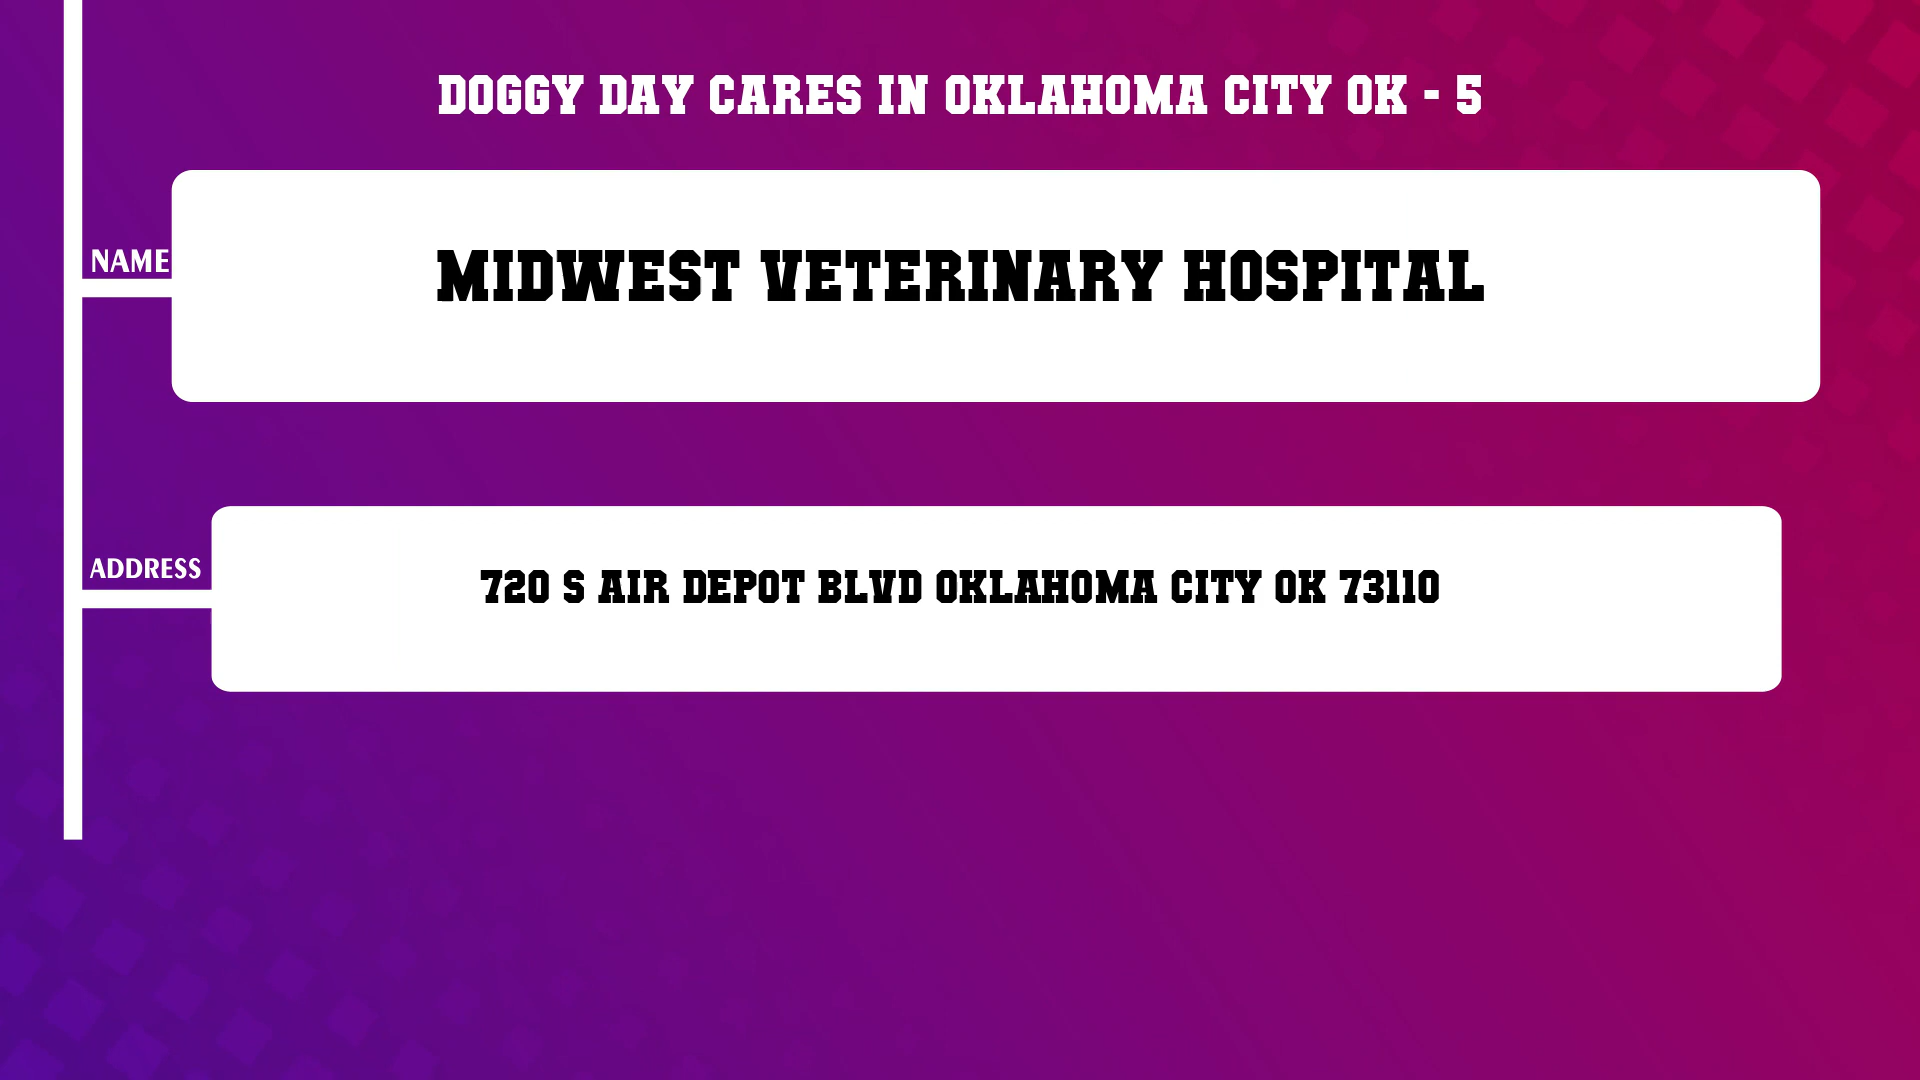 DOGGY DAY CARES IN OKLAHOMA CITY OK - 5
NAME
MIDWEST VETERINARY HOSPITAL
ADDRESS
720 S AIR DEPOT BLVD OKLAHOMA CITY OK 73110